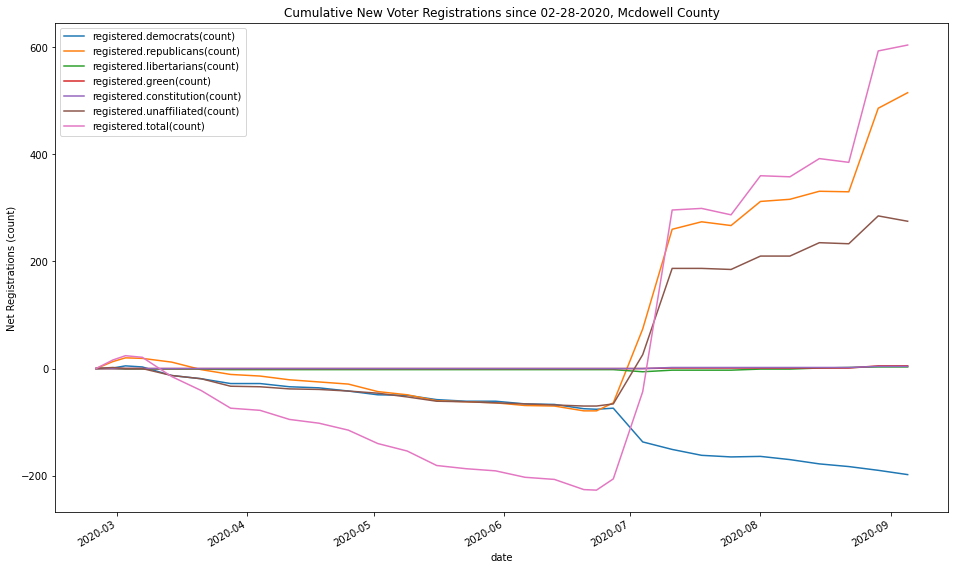 Cumulative New Voter Registrations since 02-28-2020, Mcdowell County
registered.democrats(count)
registered.republicans(count)
registered.libertarians(count)
registered.green(count)
registered.constitution(count)
registered.unaffiliated(count)
registered.total(count)
Net Registrations (count)
600
400
200
0
−200
2020-03
2020-04
2020-05
2020-06
2020-07
2020-08
2020-09
date